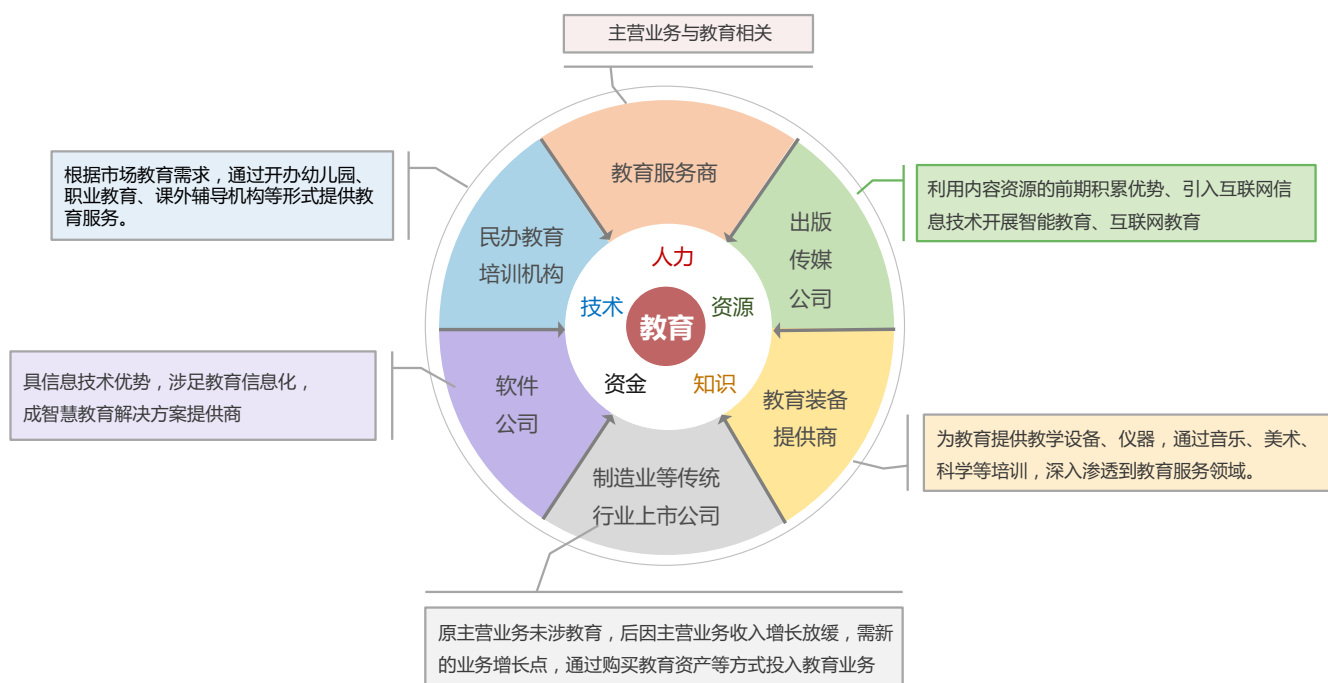 主营业务与教育相关
教育服务商
根据市场教育需求，通过开办幼儿园、
职业教育、课外辅导机构等形式提供教
育服务。
民办教育
培训机构
出版
传媒
公司
利用内容资源的前期积累优势、引入互联网信
息技术开展智能教育、互联网教育
人力
技术
资源
教育
资金
知识
具信息技术优势，涉足教育信息化，
成智慧教育解决方案提供商
软件
公司
教育装备
提供商
为教育提供教学设备、仪器，通过音乐、美术、
科学等培训，深入渗透到教育服务领域。
制造业等传统
行业上市公司
原主营业务未涉教育，后因主营业务收入增长放缓，需新
的业务增长点，通过购买教育资产等方式投入教育业务